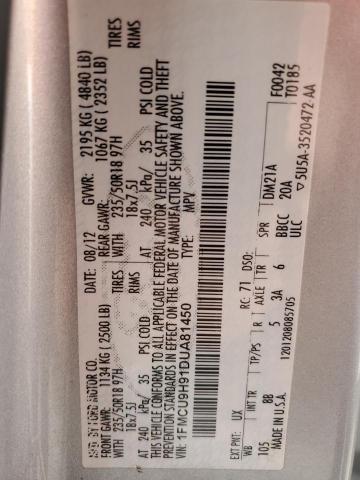 MFD BY FORD MOTOR CO.
DATE: 08/12 GVWR: 2195 KG ( 4840 LB)
FRONT GAWR: REAR GAWR:
1134 KG ( 2500 LB) 1067 KG ( 2352 LB)
WITH TIRES WITH TIRES
235/50R18 97H 235/50R18 97H
18x7.5J RIMS 18x7.5J RIMS
AT 240 kPa/ 35 PSI COLD AT 240 kPa/ 35 PSI COLD
THIS VEHICLE CONFORMS TO ALL APPLICABLE FEDERAL MOTOR VEHICLE SAFETY AND THEFT
PREVENTION STANDARDS IN EFFECT ON THE DATE OF MANUFACTURE SHOWN ABOVE.
VIN: 1FMCU9H91DUA81450
TYPE: MPV
F0042
T0185
EXT PNT: UX RC: 71 DSO:
WB INT TR TP/PS R AXLE TR SPR DM21A
105 8B 5 3A 6 BBCC 20A
MADE IN U.S.A. ULC
1201208085705 ▽5U5A-3520472-AA